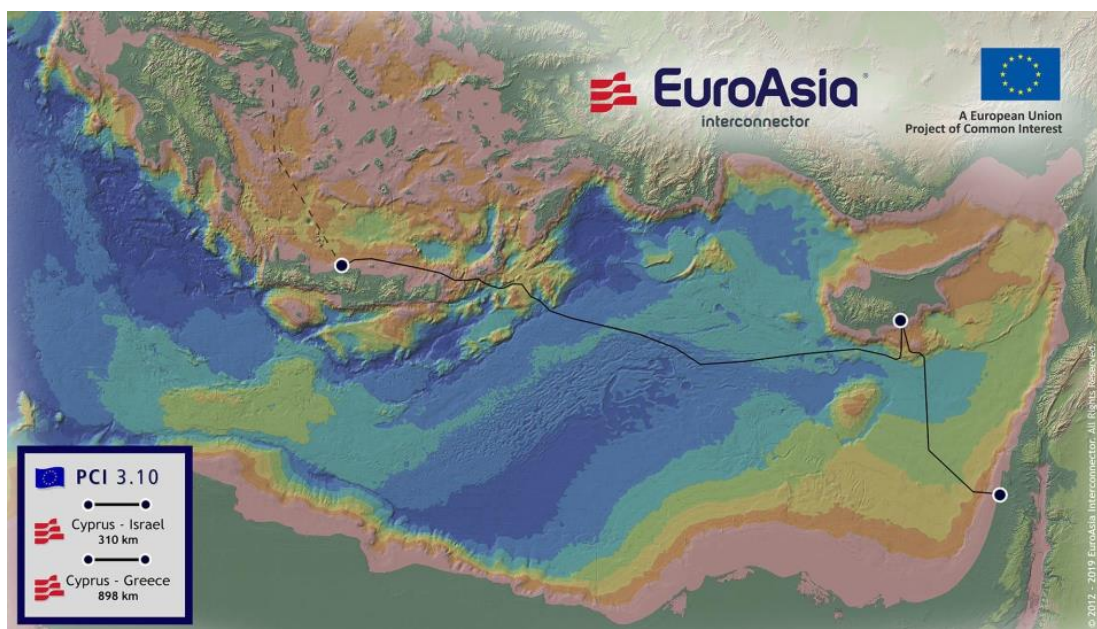 EuroAsia
interconnector
A European Union
Project of Common Interest
PCI 3.10
Cyprus - Israel
310 km
Cyprus - Greece
898 km
© 2012 - 2019 EuroAsia Interconnector. All Rights Reserved.